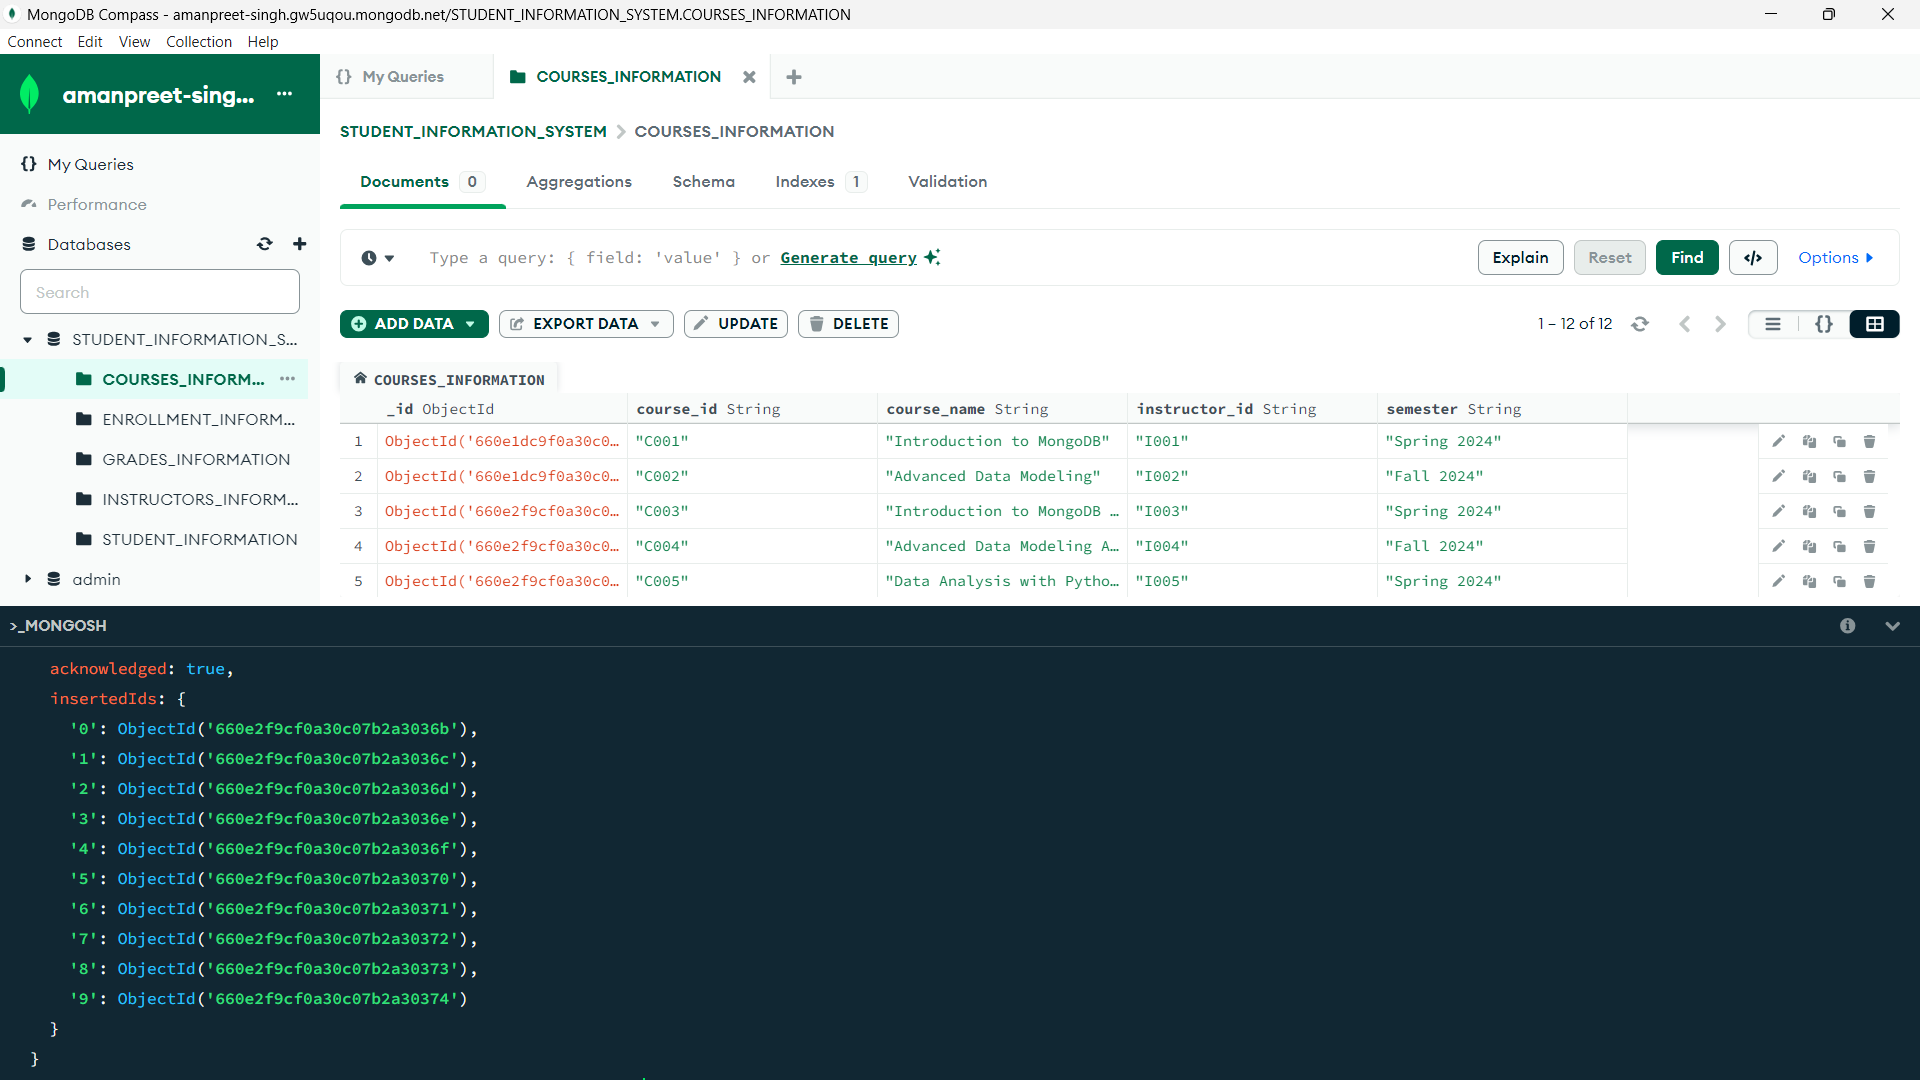 MongoDB Compass - amanpreet-singh.gw5uqou.mongodb.net/STUDENT_INFORMATION_SYSTEM.COURSES_INFORMATION
Connect Edit View Collection Help
amanpreet-sing... ...
My Queries
Performance
Databases
Search
STUDENT_INFORMATION_S...
COURSES_INFORM... ...
ENROLLMENT_INFORM...
GRADES_INFORMATION
INSTRUCTORS_INFORM...
STUDENT_INFORMATION
admin
{} My Queries
COURSES_INFORMATION
STUDENT_INFORMATION_SYSTEM > COURSES_INFORMATION
Documents 0 Aggregations Schema Indexes 1 Validation
Type a query: { field: 'value' } or Generate query
Explain Reset Find </> Options
ADD DATA EXPORT DATA UPDATE DELETE
1 – 12 of 12
{}
COURSES_INFORMATION
_id ObjectId course_id String course_name String instructor_id String semester String
1 ObjectId('660e1dc9f0a30c0... "C001" "Introduction to MongoDB" "I001" "Spring 2024"
2 ObjectId('660e1dc9f0a30c0... "C002" "Advanced Data Modeling" "I002" "Fall 2024"
3 ObjectId('660e2f9cf0a30c0... "C003" "Introduction to MongoDB ... "I003" "Spring 2024"
4 ObjectId('660e2f9cf0a30c0... "C004" "Advanced Data Modeling A... "I004" "Fall 2024"
5 ObjectId('660e2f9cf0a30c0... "C005" "Data Analysis with Pytho... "I005" "Spring 2024"
>_MONGOSH
acknowledged: true,
insertedIds: {
'0': ObjectId('660e2f9cf0a30c07b2a3036b'),
'1': ObjectId('660e2f9cf0a30c07b2a3036c'),
'2': ObjectId('660e2f9cf0a30c07b2a3036d'),
'3': ObjectId('660e2f9cf0a30c07b2a3036e'),
'4': ObjectId('660e2f9cf0a30c07b2a3036f'),
'5': ObjectId('660e2f9cf0a30c07b2a30370'),
'6': ObjectId('660e2f9cf0a30c07b2a30371'),
'7': ObjectId('660e2f9cf0a30c07b2a30372'),
'8': ObjectId('660e2f9cf0a30c07b2a30373'),
'9': ObjectId('660e2f9cf0a30c07b2a30374')
}
}